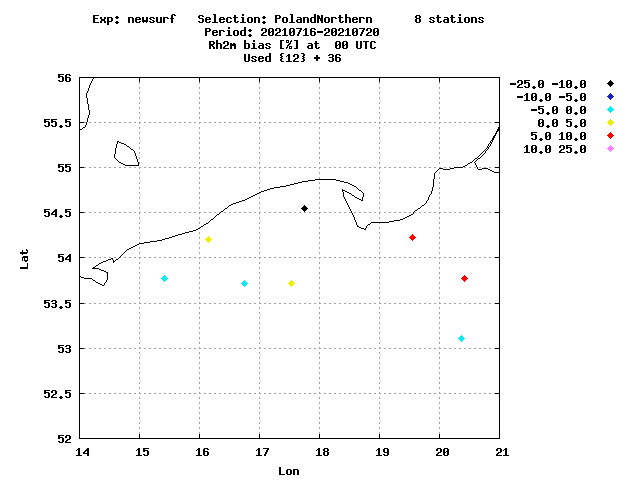 Exp: newsurf Selection: PolandNorthern 8 stations
Period: 20210716-20210720
Rh2m bias [%] at 00 UTC
Used {12} + 36
-25.0 -10.0
-10.0 -5.0
-5.0 0.0
0.0 5.0
5.0 10.0
10.0 25.0
56
55.5
55
54.5
54
53.5
53
52.5
52
Lat
14 15 16 17 18 19 20 21
Lon